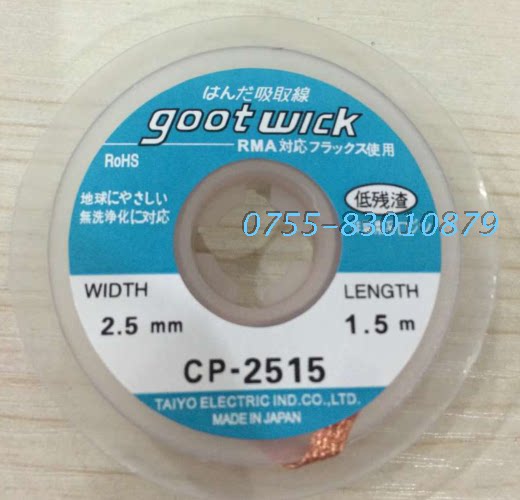 はんだ吸取線
goot wick
RMA対応フラックス使用
RoHS
地球にやさしい
無洗浄化に対応
低残渣
0755-83010879
WIDTH
2.5 mm
LENGTH
1.5 m
CP-2515
TAIYO ELECTRIC IND.CO.,LTD.
MADE IN JAPAN